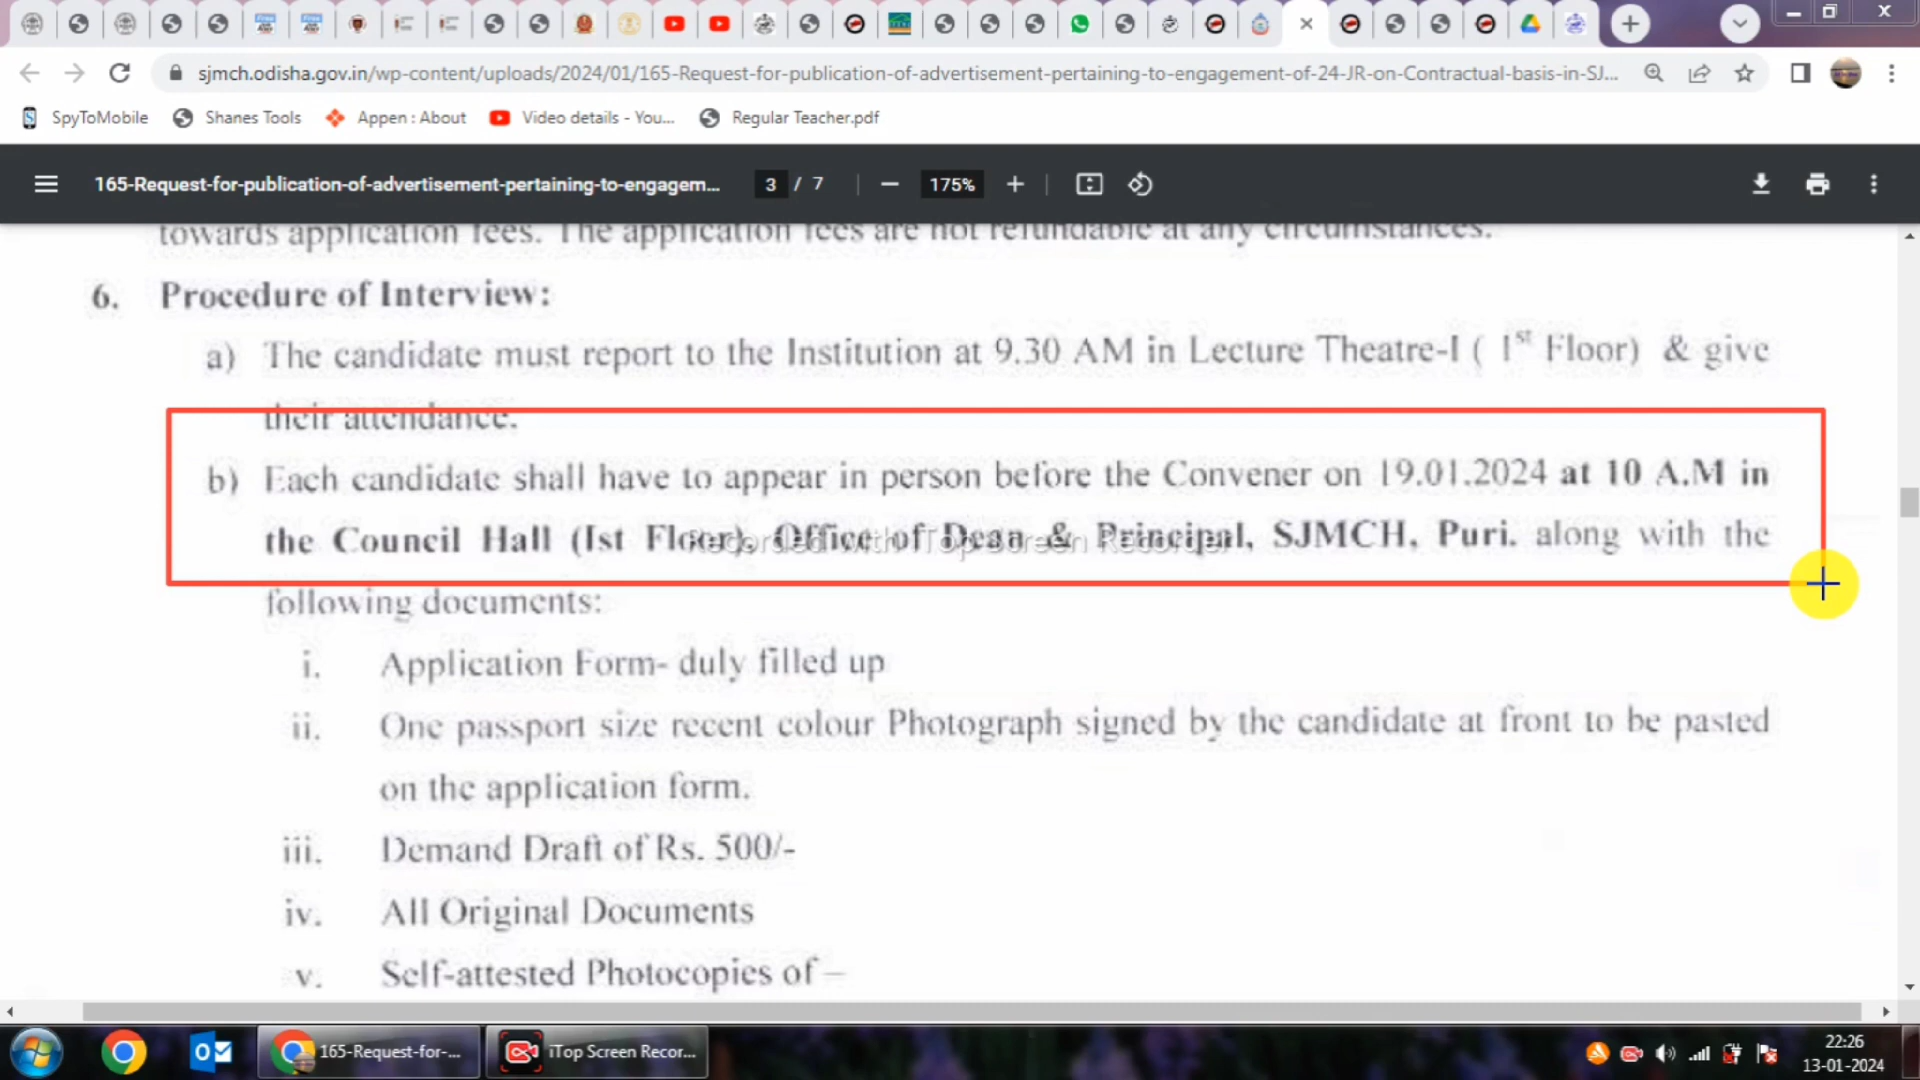 sjmch.odisha.gov.in/wp-content/uploads/2024/01/165-Request-for-publication-of-advertisement-pertaining-to-engagement-of-24-JR-on-Contractual-basis-in-SJ...
SpyToMobile Shanes Tools Appen : About Video details - You... Regular Teacher.pdf
165-Request-for-publication-of-advertisement-pertaining-to-engagem... 3 / 7 175%
towards application fees. The application fees are not refundable at any circumstances.
6. Procedure of Interview:
a) The candidate must report to the Institution at 9.30 AM in Lecture Theatre-I ( 1st Floor) & give
their attendance.
b) Each candidate shall have to appear in person before the Convener on 19.01.2024 at 10 A.M in
the Council Hall (Ist Floor), Office of Dean & Principal, SJMCH, Puri. along with the
Recorded with iTop Screen Recorder
following documents:
i. Application Form- duly filled up
ii. One passport size recent colour Photograph signed by the candidate at front to be pasted
on the application form.
iii. Demand Draft of Rs. 500/-
iv. All Original Documents
v. Self-attested Photocopies of –
165-Request-for-... iTop Screen Recor... 22:26
13-01-2024